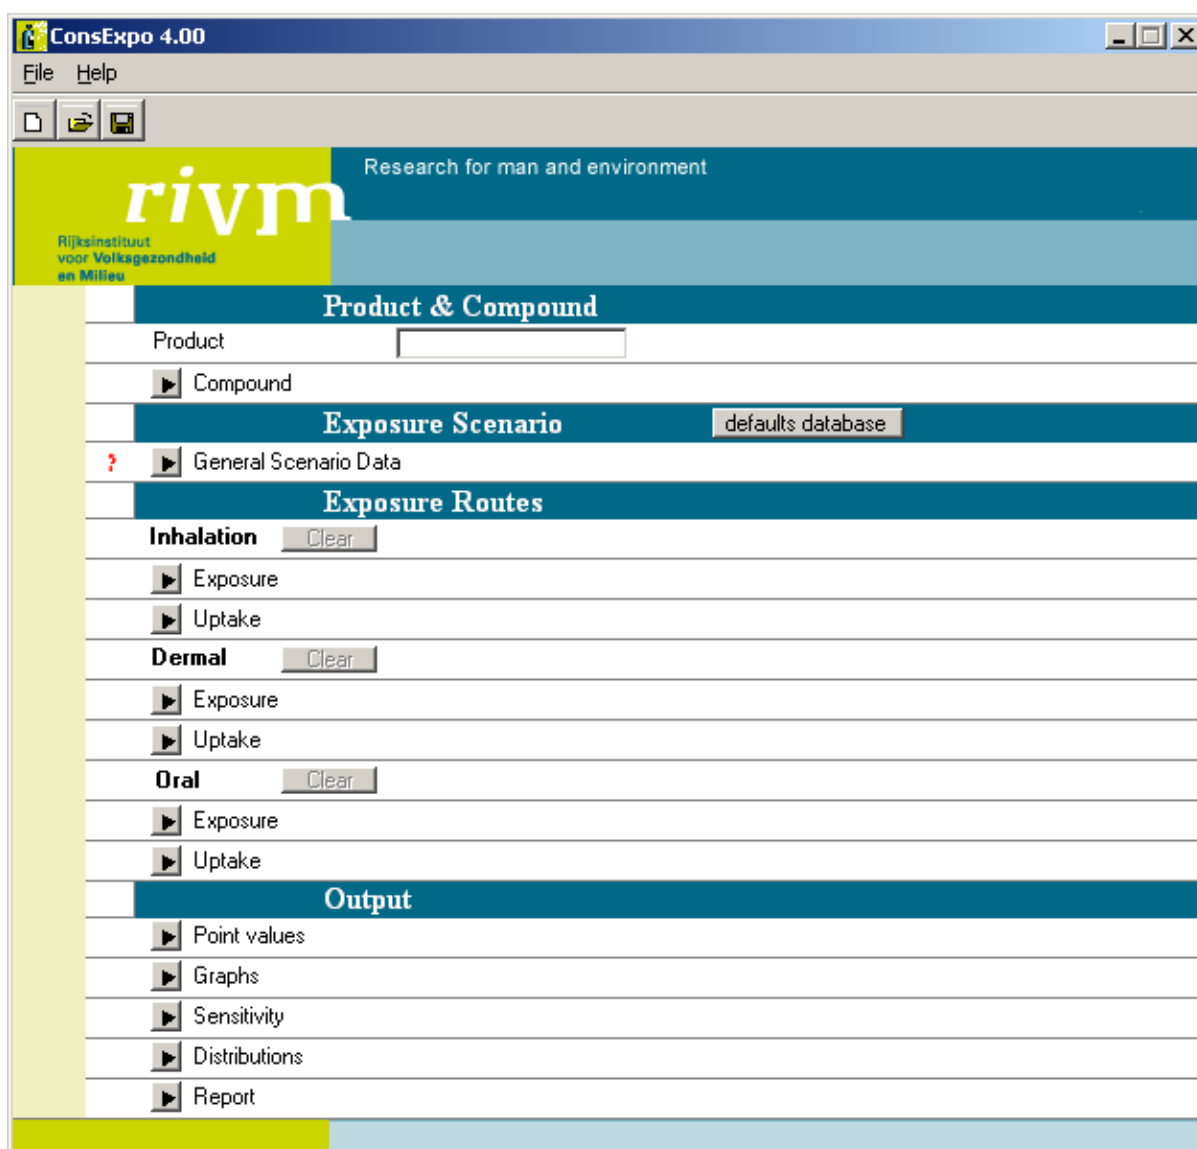 ConsExpo 4.00
File Help
Research for man and environment
rivm
Rijksinstituut
voor Volksgezondheid
en Milieu
Product & Compound
Product
Compound
Exposure Scenario defaults database
? General Scenario Data
Exposure Routes
Inhalation Clear
Exposure
Uptake
Dermal Clear
Exposure
Uptake
Oral Clear
Exposure
Uptake
Output
Point values
Graphs
Sensitivity
Distributions
Report